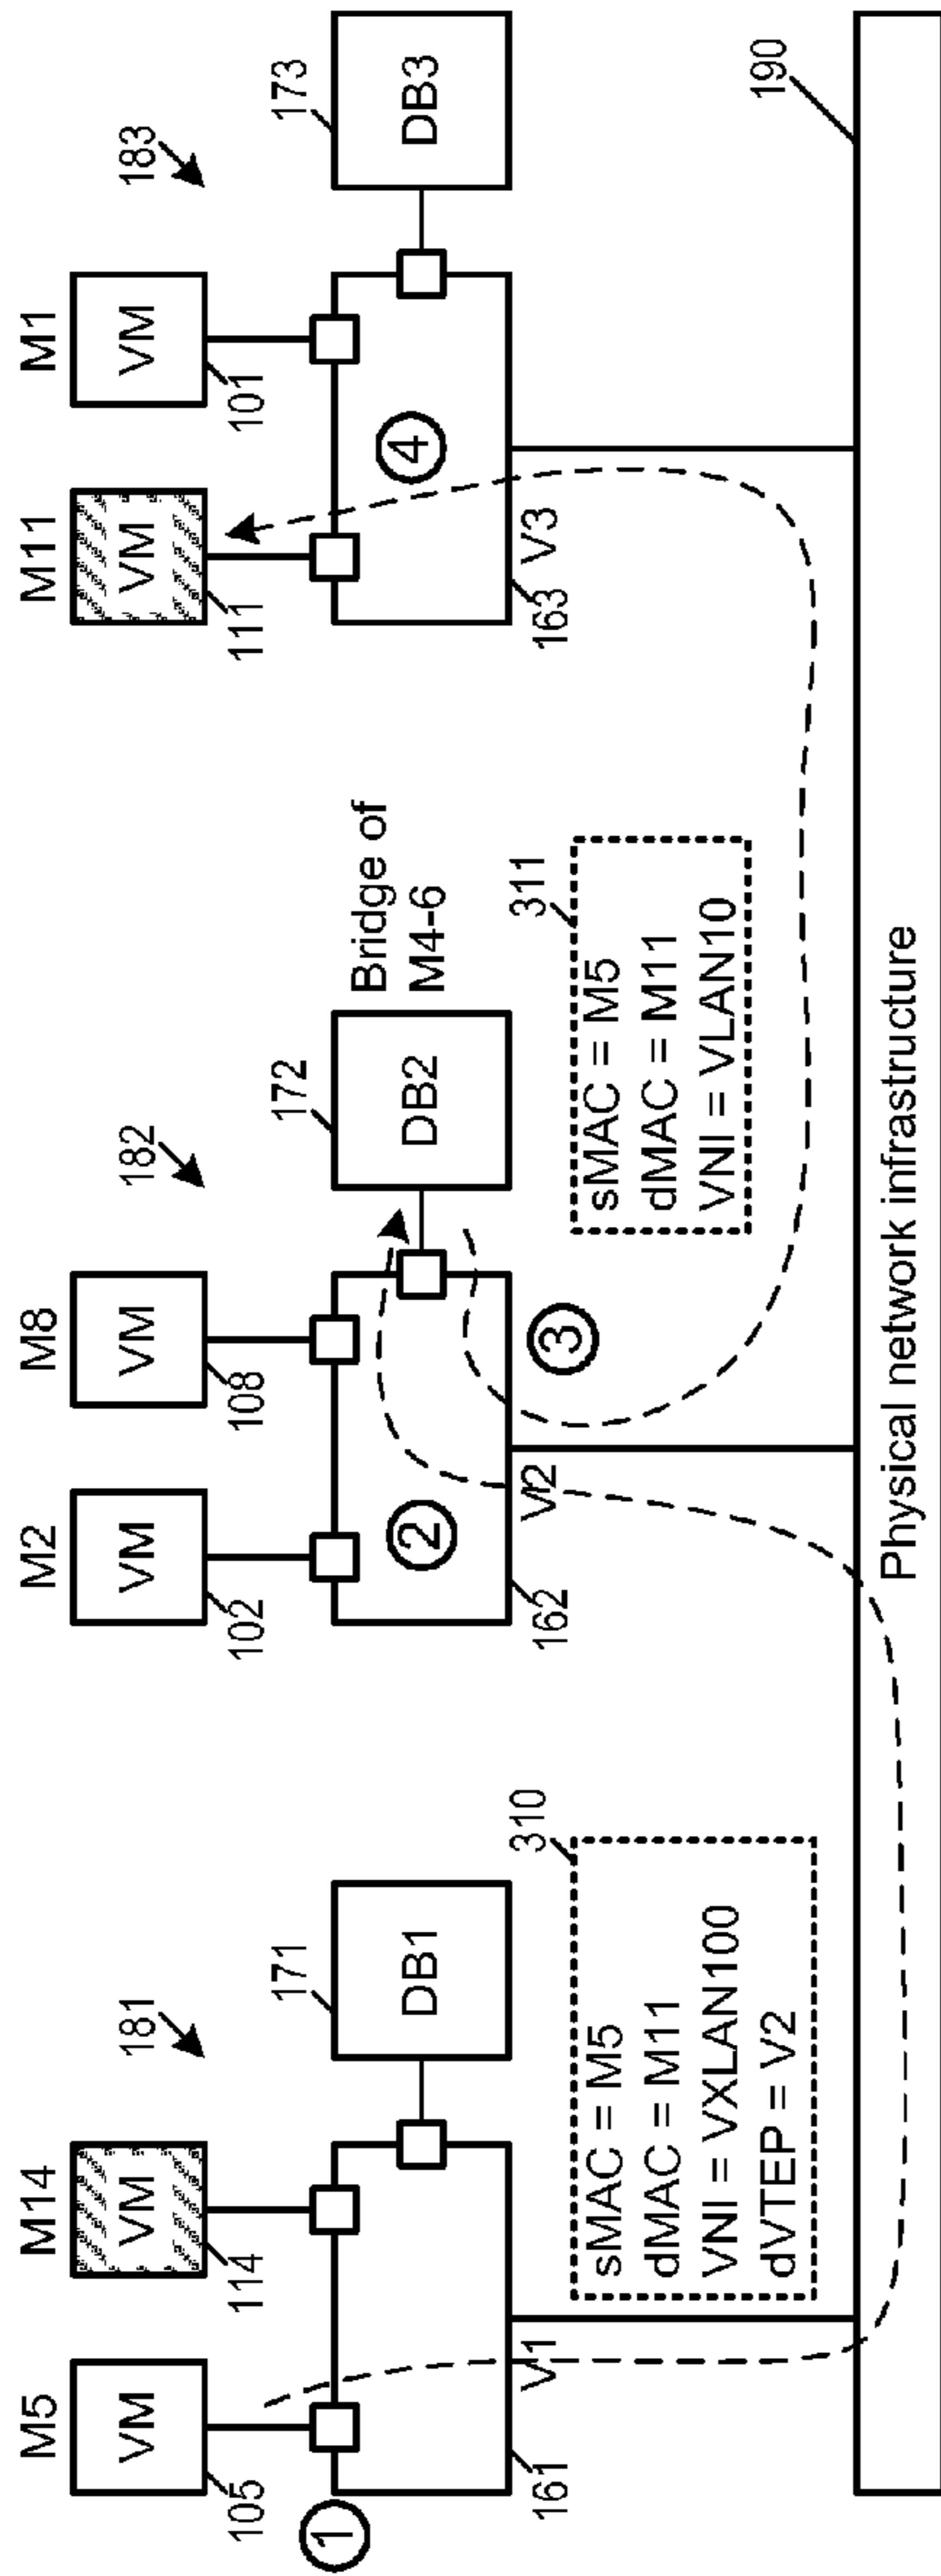 M5
M14
M2
M8
M11
M1
VM
VM
VM
VM
VM
VM
105
114
181
102
108
182
111
101
183
1
171
172
Bridge of
M4-6
173
DB1
2
DB2
4
DB3
161
V1
162
V2
3
163
V3
310
sMAC = M5
dMAC = M11
VNI = VXLAN100
dVTEP = V2
311
sMAC = M5
dMAC = M11
VNI = VLAN10
190
Physical network infrastructure